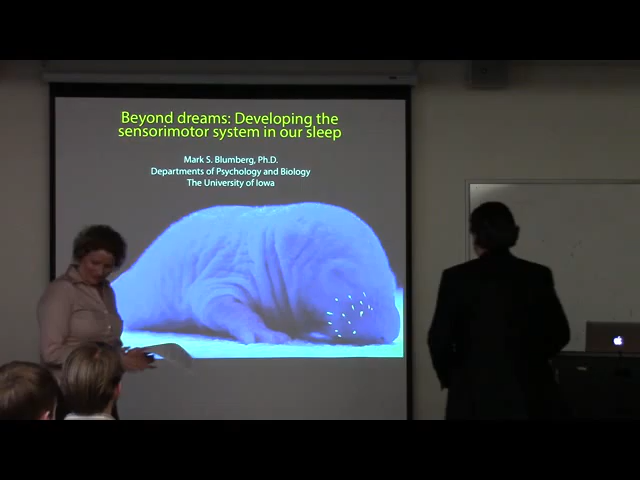 Beyond dreams: Developing the
sensorimotor system in our sleep
Mark S. Blumberg, Ph.D.
Departments of Psychology and Biology
The University of Iowa